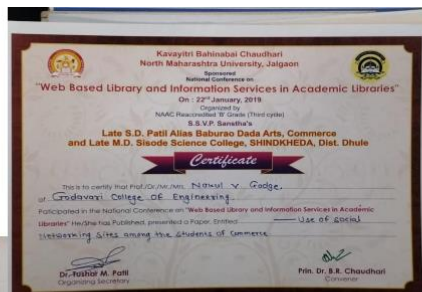 Kavayitri Bahinabai Chaudhari
North Maharashtra University, Jalgaon
Sponsored
National Conference on
"Web Based Library and Information Services in Academic Libraries"
On : 22nd January, 2019
Organized by
NAAC Reaccredited 'B' Grade (Third cycle)
S.S.V.P. Sanstha's
Late S.D. Patil Alias Baburao Dada Arts, Commerce
and Late M.D. Sisode Science College, SHINDKHEDA, Dist. Dhule
Certificate
This is to certify that Prof./Dr./Mr./Mrs. Nakul v Gadge.
of Godavari College of Engineering.
Participated in the National Conference on "Web Based Library and Information Services in Academic
Libraries" He/She has Published, presented a Paper, Entitled Use of social
Networking Sites among the students of Commerce
Dr. Tushar M. Patil
Organizing Secretary
Prin. Dr. B.R. Chaudhari
Convener